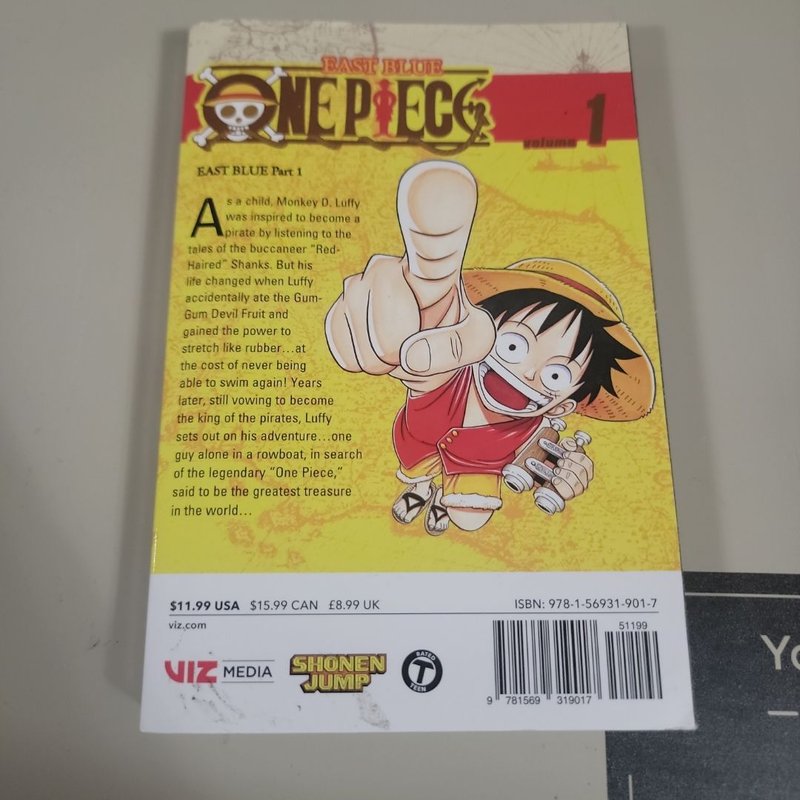 EAST BLUE
ONE PIECE
volume 1
EAST BLUE Part 1
As a child, Monkey D. Luffy
was inspired to become a
pirate by listening to the
tales of the buccaneer "Red-
Haired" Shanks. But his
life changed when Luffy
accidentally ate the Gum-
Gum Devil Fruit and
gained the power to
stretch like rubber...at
the cost of never being
able to swim again! Years
later, still vowing to become
the king of the pirates, Luffy
sets out on his adventure...one
guy alone in a rowboat, in search
of the legendary "One Piece,"
said to be the greatest treasure
in the world...
$11.99 USA $15.99 CAN £8.99 UK
ISBN: 978-1-56931-901-7
viz.com
51199
VIZ MEDIA
SHONEN
JUMP
RATED
T
TEEN
9 781569 319017